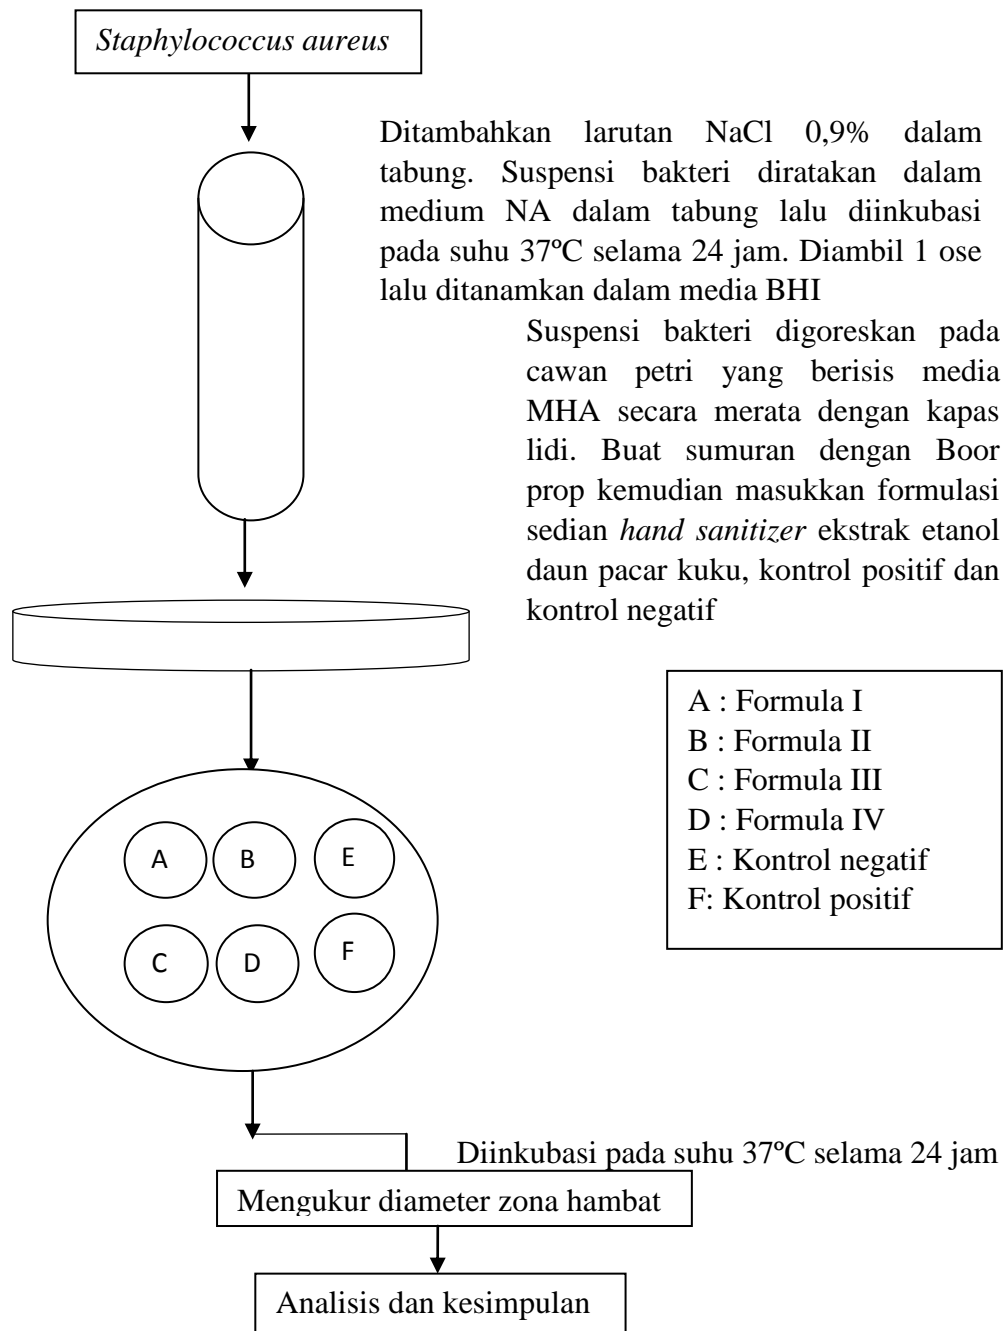 Staphylococcus aureus
Ditambahkan larutan NaCl 0,9% dalam
tabung. Suspensi bakteri diratakan dalam
medium NA dalam tabung lalu diinkubasi
pada suhu 37ºC selama 24 jam. Diambil 1 ose
lalu ditanamkan dalam media BHI
Suspensi bakteri digoreskan pada
cawan petri yang berisis media
MHA secara merata dengan kapas
lidi. Buat sumuran dengan Boor
prop kemudian masukkan formulasi
sedian hand sanitizer ekstrak etanol
daun pacar kuku, kontrol positif dan
kontrol negatif
A : Formula I
B : Formula II
C : Formula III
D : Formula IV
E : Kontrol negatif
F: Kontrol positif
A B E
C D F
Diinkubasi pada suhu 37ºC selama 24 jam
Mengukur diameter zona hambat
Analisis dan kesimpulan